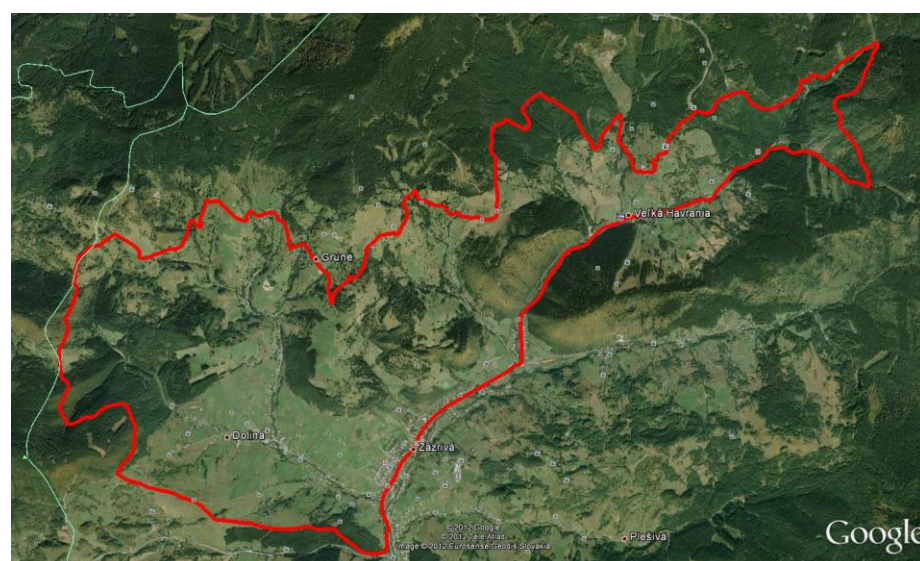 Veľká Havrania
Grúne
Dolina
Zázrivá
© 2012 Google
© 2012 Tele Atlas
Image © 2012 Eurosense Geodis Slovakia
Plešivá
Google